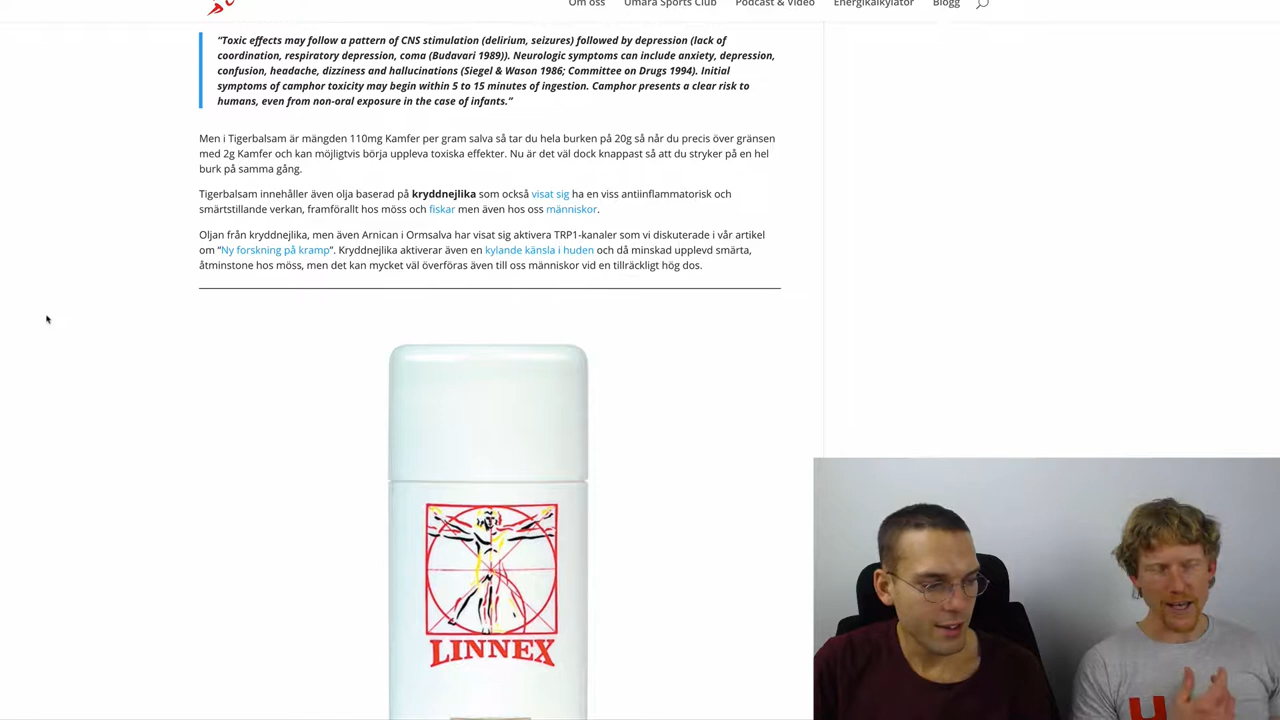 Om oss Umara Sports Club Podcast & Video Energikalkylator Blogg
“Toxic effects may follow a pattern of CNS stimulation (delirium, seizures) followed by depression (lack of
coordination, respiratory depression, coma (Budavari 1989)). Neurologic symptoms can include anxiety, depression,
confusion, headache, dizziness and hallucinations (Siegel & Wason 1986; Committee on Drugs 1994). Initial
symptoms of camphor toxicity may begin within 5 to 15 minutes of ingestion. Camphor presents a clear risk to
humans, even from non-oral exposure in the case of infants.”
Men i Tigerbalsam är mängden 110mg Kamfer per gram salva så tar du hela burken på 20g så når du precis över gränsen
med 2g Kamfer och kan möjligtvis börja uppleva toxiska effekter. Nu är det väl dock knappast så att du stryker på en hel
burk på samma gång.
Tigerbalsam innehåller även olja baserad på kryddnejlika som också visat sig ha en viss antiinflammatorisk och
smärtstillande verkan, framförallt hos möss och fiskar men även hos oss människor.
Oljan från kryddnejlika, men även Arnican i Ormsalva har visat sig aktivera TRP1-kanaler som vi diskuterade i vår artikel
om “Ny forskning på kramp”. Kryddnejlika aktiverar även en kylande känsla i huden och då minskad upplevd smärta,
åtminstone hos möss, men det kan mycket väl överföras även till oss människor vid en tillräckligt hög dos.
LINNEX